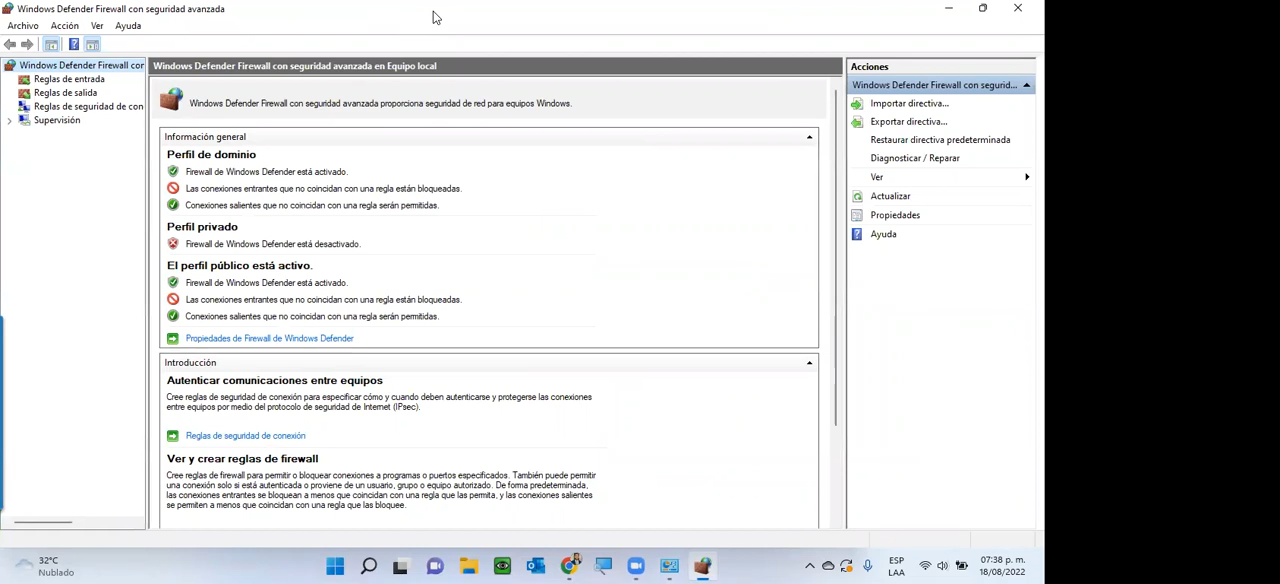 Windows Defender Firewall con seguridad avanzada
Archivo Acción Ver Ayuda
Windows Defender Firewall con
Reglas de entrada
Reglas de salida
Reglas de seguridad de con
Supervisión
Windows Defender Firewall con seguridad avanzada en Equipo local
Windows Defender Firewall con seguridad avanzada proporciona seguridad de red para equipos Windows.
Información general
Perfil de dominio
Firewall de Windows Defender está activado.
Las conexiones entrantes que no coincidan con una regla están bloqueadas.
Conexiones salientes que no coincidan con una regla serán permitidas.
Perfil privado
Firewall de Windows Defender está desactivado.
El perfil público está activo.
Firewall de Windows Defender está activado.
Las conexiones entrantes que no coincidan con una regla están bloqueadas.
Conexiones salientes que no coincidan con una regla serán permitidas.
Propiedades de Firewall de Windows Defender
Introducción
Autenticar comunicaciones entre equipos
Cree reglas de seguridad de conexión para especificar cómo y cuando deben autenticarse y protegerse las conexiones
entre equipos por medio del protocolo de seguridad de Internet (IPsec).
Reglas de seguridad de conexión
Ver y crear reglas de firewall
Cree reglas de firewall para permitir o bloquear conexiones a programas o puertos especificados. También puede permitir
una conexión solo si está autenticada o proviene de un usuario, grupo o equipo autorizado. De forma predeterminada,
las conexiones entrantes se bloquean a menos que coincidan con una regla que las permita, y las conexiones salientes
se permiten a menos que coincidan con una regla que las bloquee.
Acciones
Windows Defender Firewall con segurid...
Importar directiva...
Exportar directiva...
Restaurar directiva predeterminada
Diagnosticar / Reparar
Ver
Actualizar
Propiedades
Ayuda
32°C
Nublado
ESP
LAA
07:38 p. m.
18/08/2022